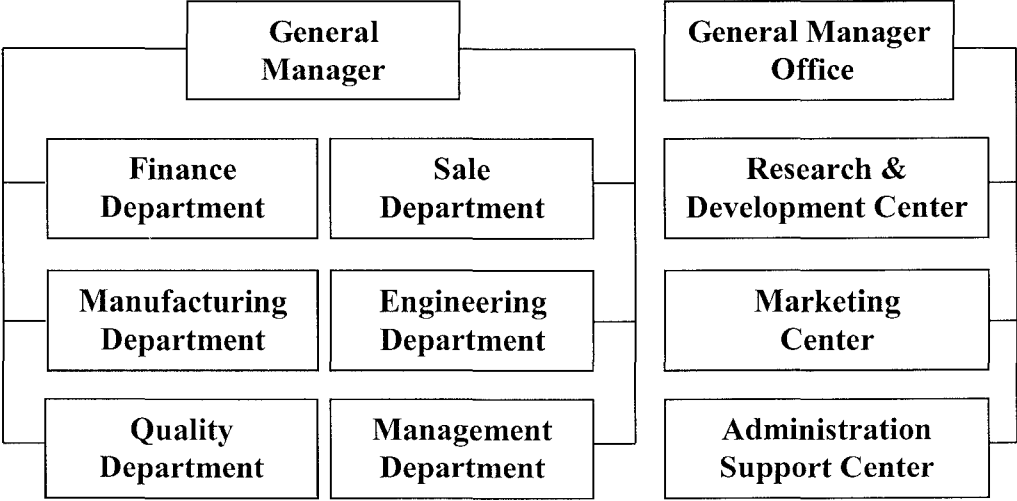 General
Manager
General Manager
Office
Finance
Department
Sale
Department
Research &
Development Center
Manufacturing
Department
Engineering
Department
Marketing
Center
Quality
Department
Management
Department
Administration
Support Center